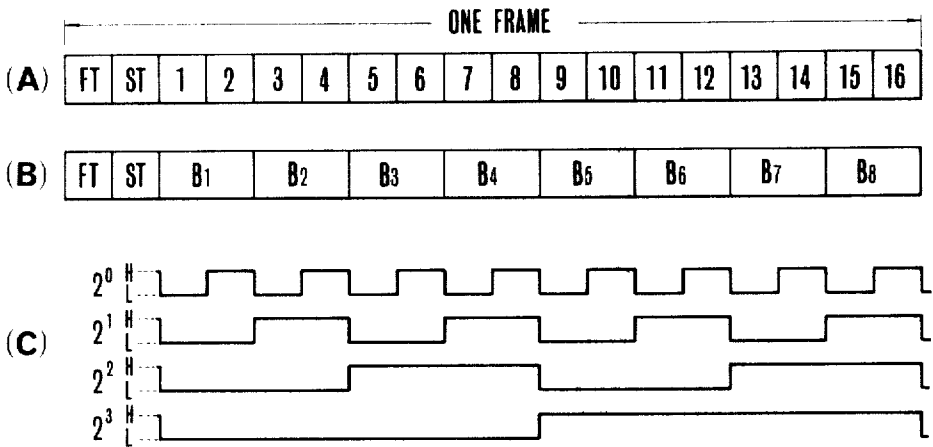 ONE FRAME
(A) FT ST 1 2 3 4 5 6 7 8 9 10 11 12 13 14 15 16
(B) FT ST B1 B2 B3 B4 B5 B6 B7 B8
(C)
2⁰ H L
2¹ H L
2² H L
2³ H L